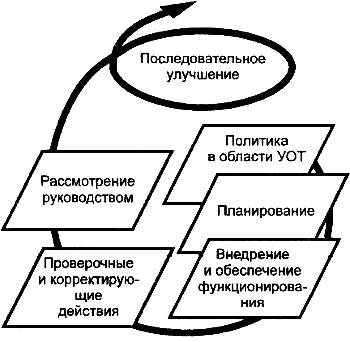 Последовательное
улучшение
Политика
в области УОТ
Планирование
Внедрение
и обеспечение
функционирова-
ния
Проверочные
и корректирую-
щие
действия
Рассмотрение
руководством